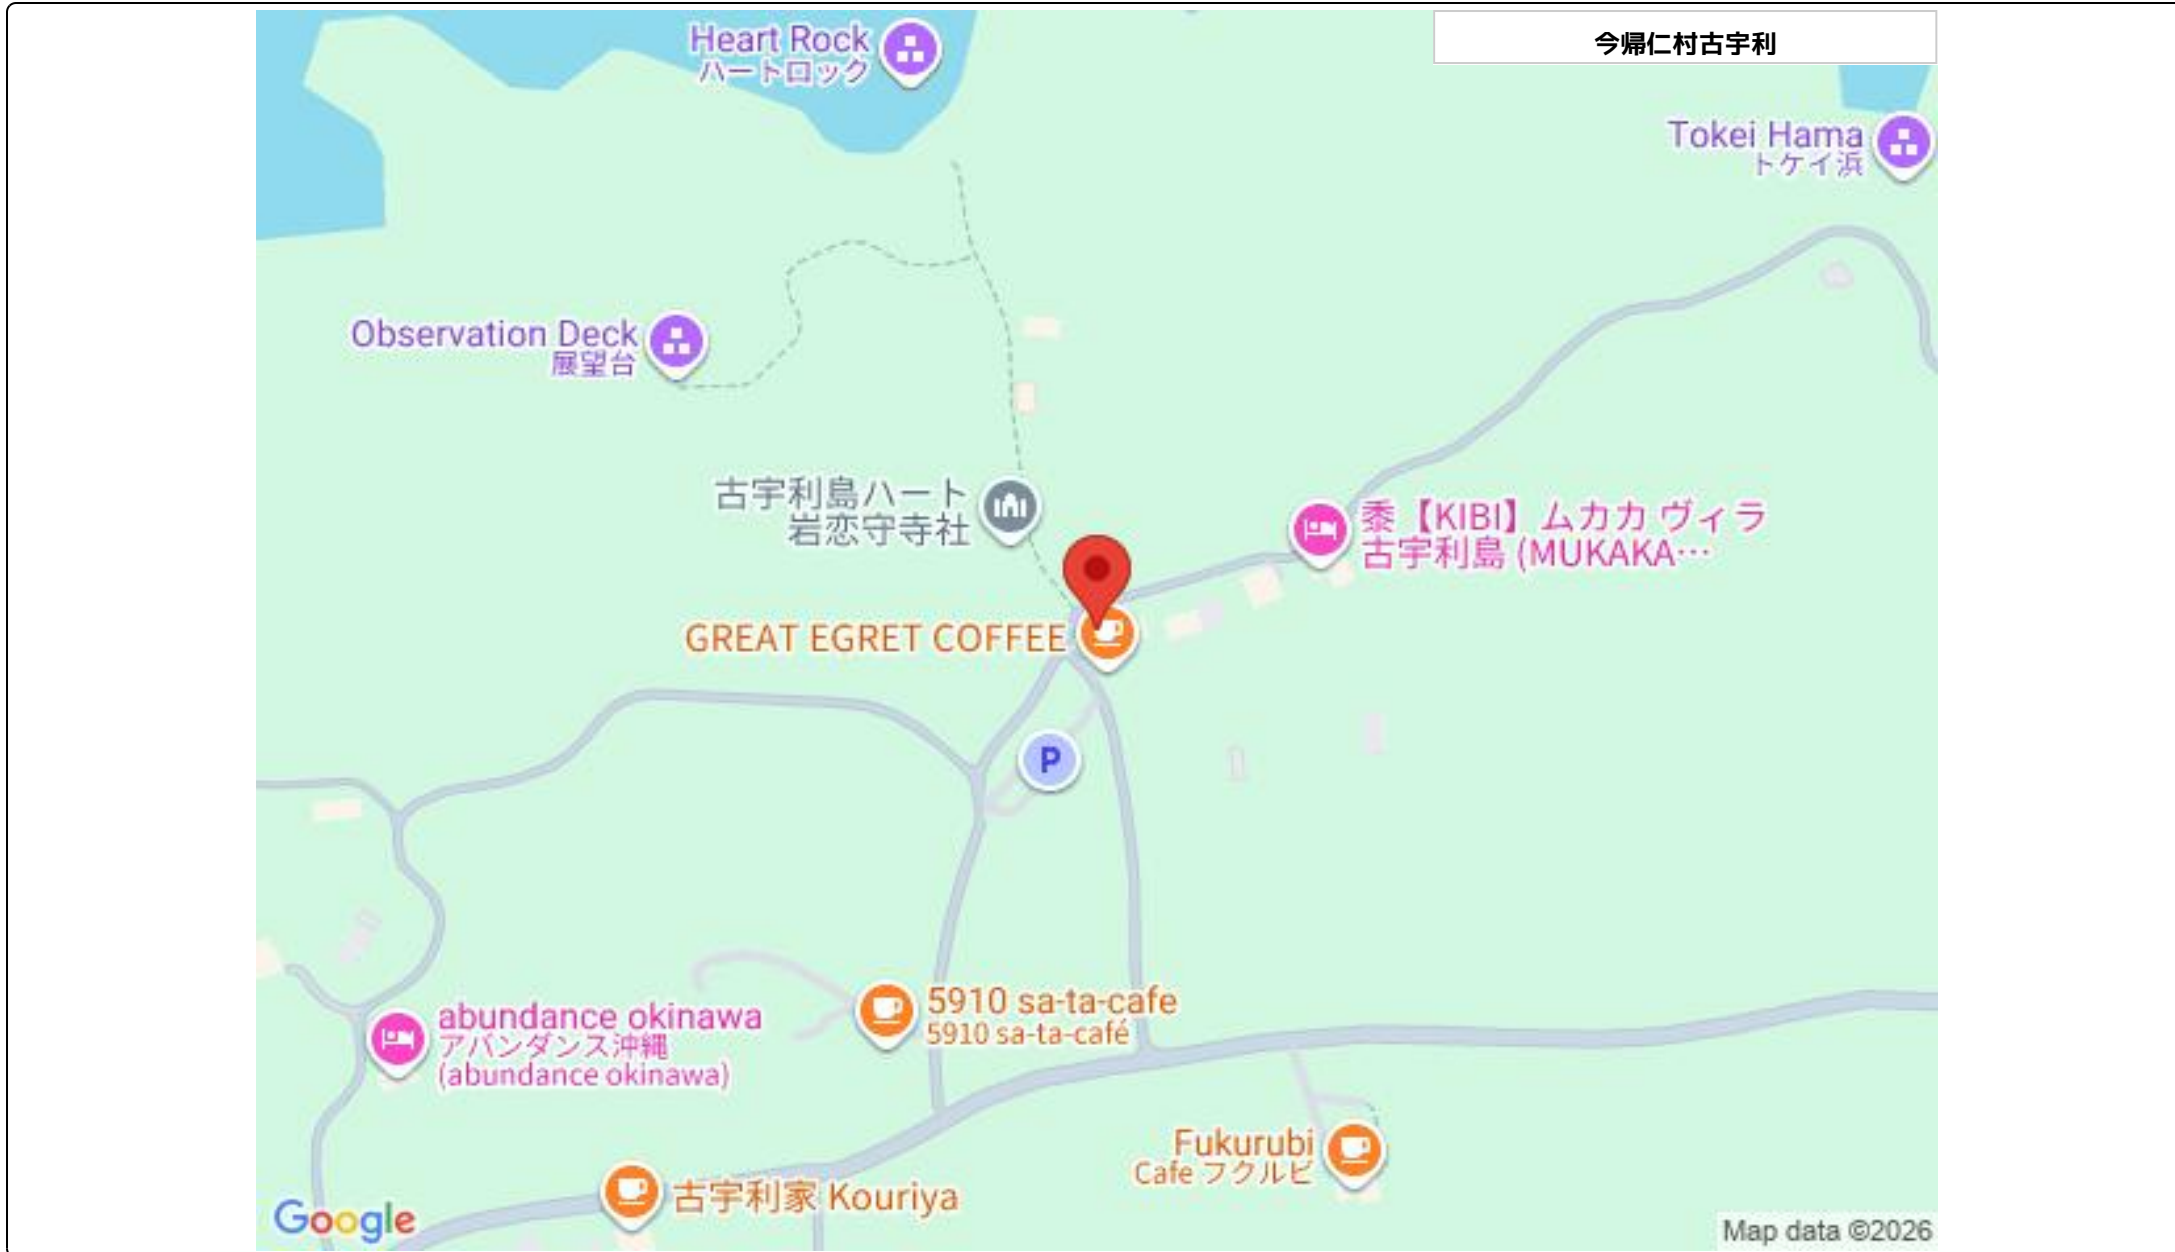 今帰仁村古宇利
Heart Rock
ハートロック
Tokei Hama
トケイ浜
Observation Deck
展望台
古宇利島ハート
岩恋守寺社
黍【KIBI】ムカカ ヴィラ
古宇利島 (MUKAKA…
GREAT EGRET COFFEE
P
5910 sa-ta-cafe
5910 sa-ta-café
abundance okinawa
アバンダンス沖縄
(abundance okinawa)
Fukurubi
Cafe フクルビ
古宇利家 Kouriya
Google
Map data ©2026